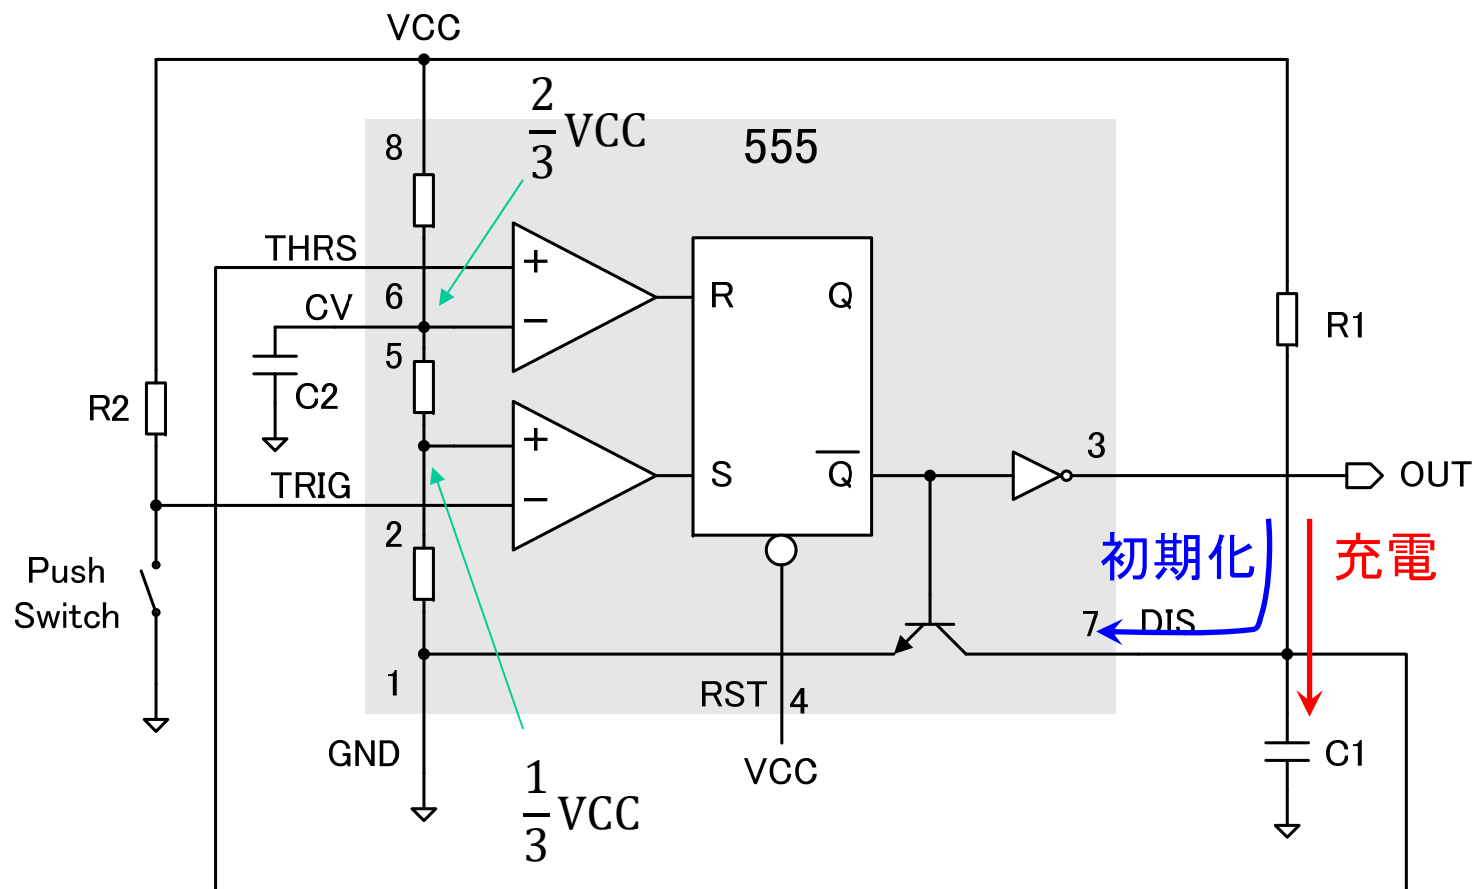 VCC
2/3 VCC
555
8
THRS
+
6
CV
−
R
Q
R1
5
C2
R2
+
3
TRIG
S
Q̅
OUT
−
2
初期化
充電
Push
Switch
7
DIS
1
RST
4
GND
VCC
C1
1/3 VCC